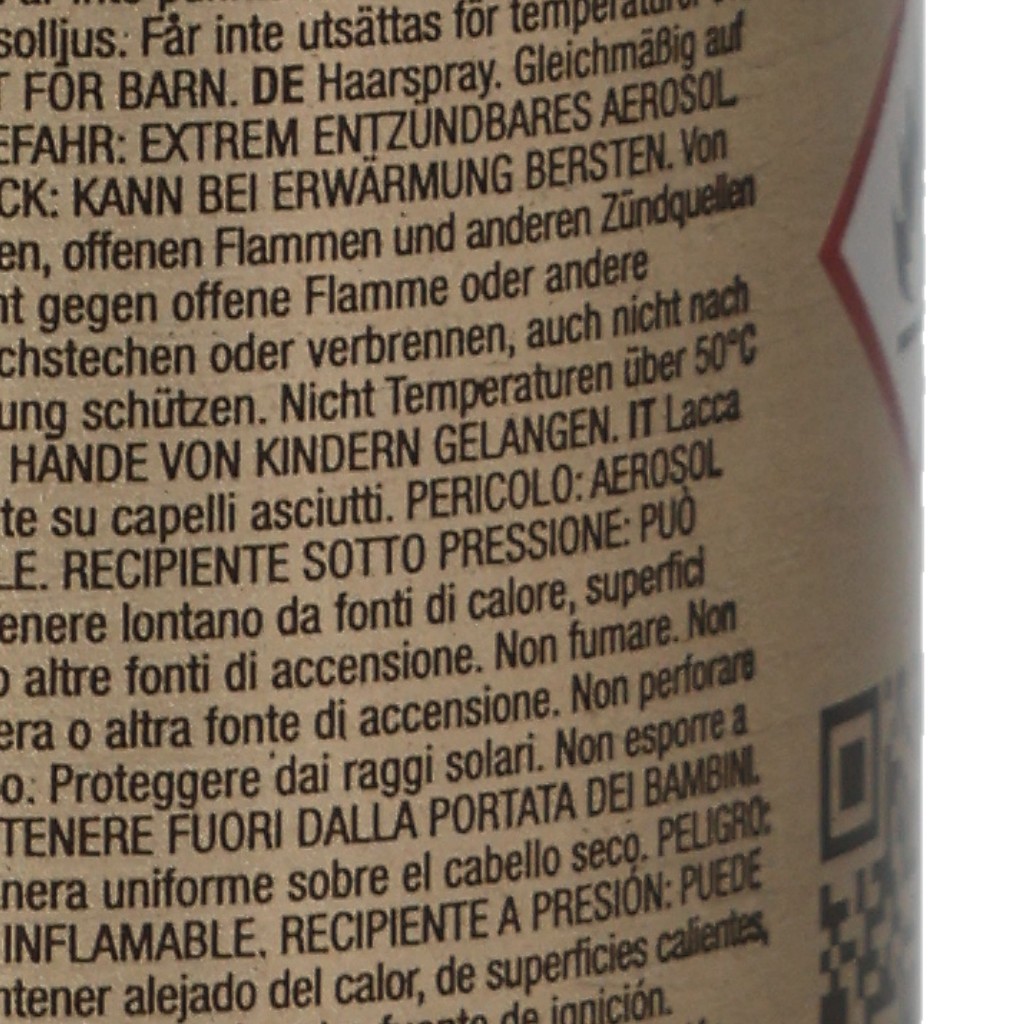 solljus. Får inte utsättas för
FÖR BARN. DE Haarspray. Gleichmäßig auf
EFAHR: EXTREM ENTZÜNDBARES AEROSOL
CK: KANN BEI ERWÄRMUNG BERSTEN. Von
en, offenen Flammen und anderen Zündquellen
nt gegen offene Flamme oder andere
chstechen oder verbrennen, auch nicht nach
ung schützen. Nicht Temperaturen über 50°C
HÄNDE VON KINDERN GELANGEN. IT Lacca
te su capelli asciutti. PERICOLO: AEROSOL
LE. RECIPIENTE SOTTO PRESSIONE: PUÒ
enere lontano da fonti di calore, superfici
o altre fonti di accensione. Non fumare. Non
era o altra fonte di accensione. Non perforare
o. Proteggere dai raggi solari. Non esporre a
TENERE FUORI DALLA PORTATA DEI BAMBINI.
nera uniforme sobre el cabello seco. PELIGRO:
INFLAMABLE. RECIPIENTE A PRESIÓN: PUEDE
ntener alejado del calor, de superficies calientes,
de ignición.